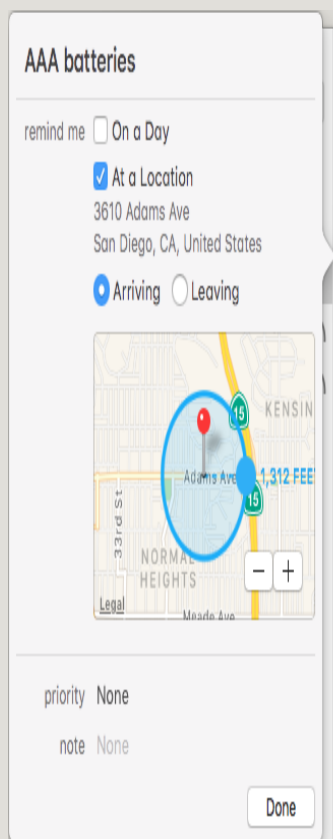 AAA batteries
remind me On a Day
At a Location
3610 Adams Ave
San Diego, CA, United States
Arriving Leaving
15
KENSIN
Adams Ave
1,312 FEE
15
33rd St
NORMAL
HEIGHTS
− +
Legal
Meade Ave
priority None
note None
Done